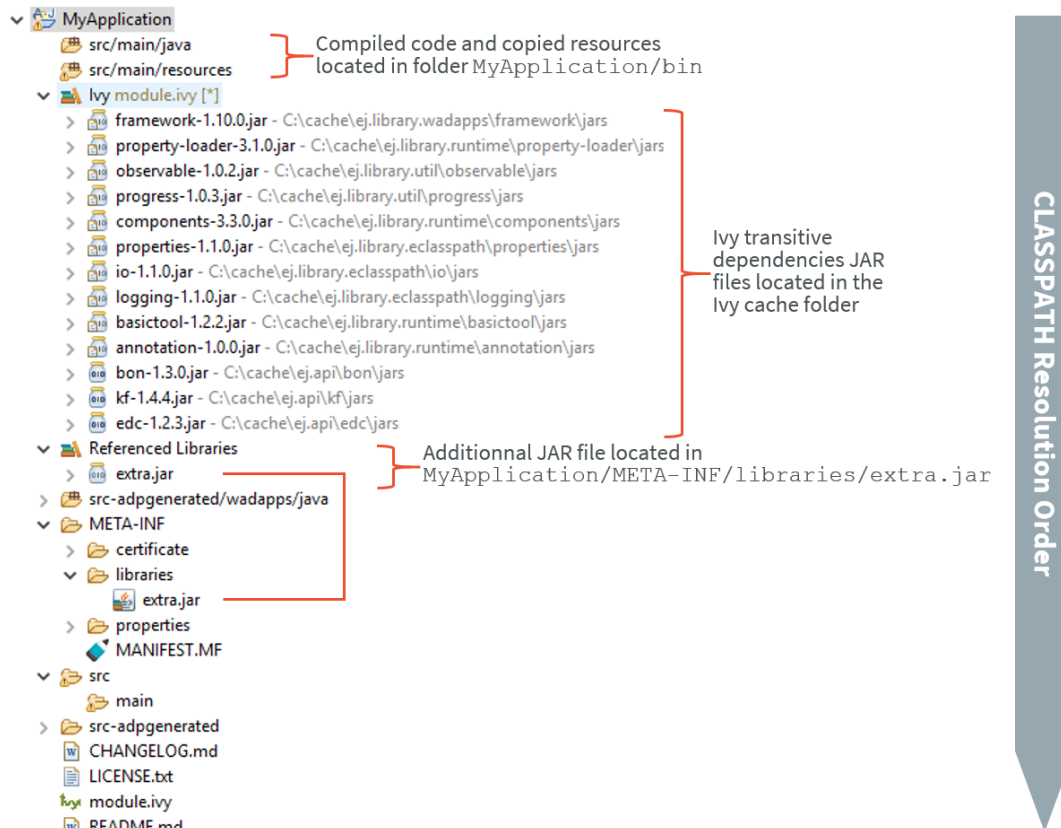 MyApplication
src/main/java
src/main/resources
Compiled code and copied resources
located in folder MyApplication/bin
Ivy module.ivy [*]
framework-1.10.0.jar - C:\cache\ej.library.wadapps\framework\jars
property-loader-3.1.0.jar - C:\cache\ej.library.runtime\property-loader\jars
observable-1.0.2.jar - C:\cache\ej.library.util\observable\jars
progress-1.0.3.jar - C:\cache\ej.library.util\progress\jars
components-3.3.0.jar - C:\cache\ej.library.runtime\components\jars
properties-1.1.0.jar - C:\cache\ej.library.eclasspath\properties\jars
io-1.1.0.jar - C:\cache\ej.library.eclasspath\io\jars
logging-1.1.0.jar - C:\cache\ej.library.eclasspath\logging\jars
basictool-1.2.2.jar - C:\cache\ej.library.runtime\basictool\jars
annotation-1.0.0.jar - C:\cache\ej.library.runtime\annotation\jars
bon-1.3.0.jar - C:\cache\ej.api\bon\jars
kf-1.4.4.jar - C:\cache\ej.api\kf\jars
edc-1.2.3.jar - C:\cache\ej.api\edc\jars
Ivy transitive
dependencies JAR
files located in the
Ivy cache folder
Referenced Libraries
extra.jar
Additionnal JAR file located in
MyApplication/META-INF/libraries/extra.jar
src-adpgenerated/wadapps/java
META-INF
certificate
libraries
extra.jar
properties
MANIFEST.MF
src
main
src-adpgenerated
CHANGELOG.md
LICENSE.txt
module.ivy
README.md
CLASSPATH Resolution Order